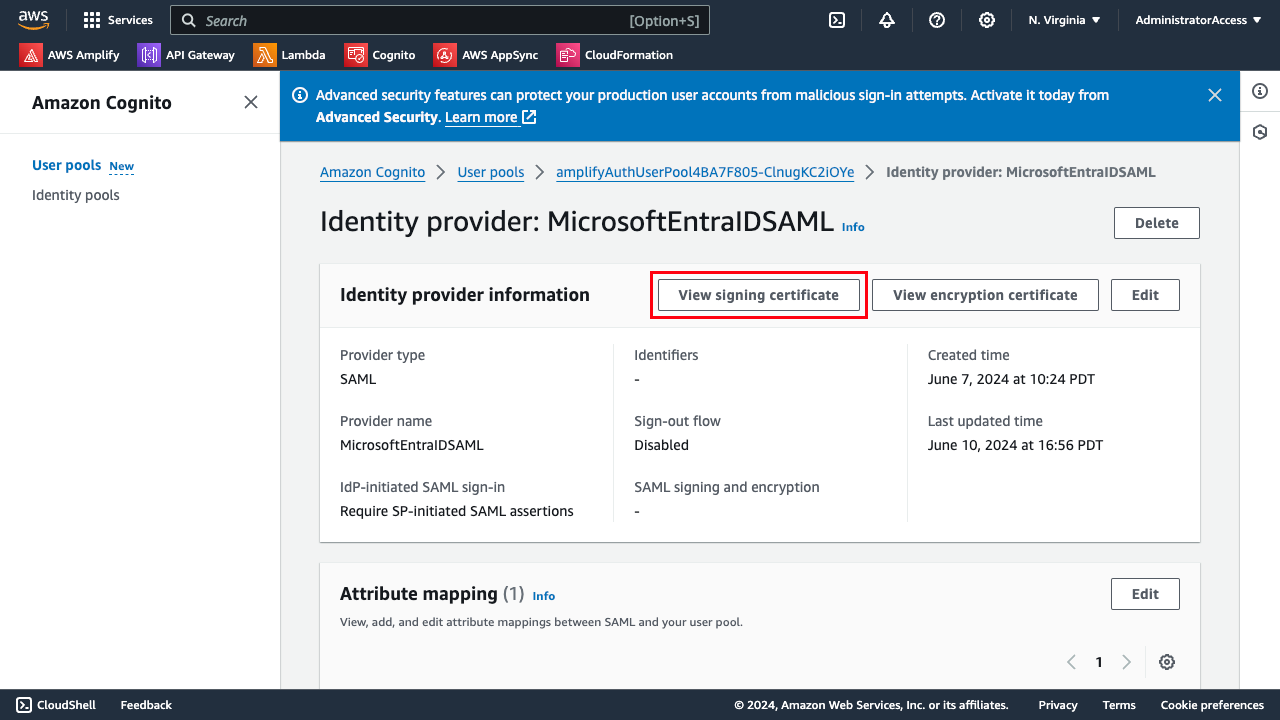 aws
Services
Search
[Option+S]
N. Virginia
AdministratorAccess
AWS Amplify
API Gateway
Lambda
Cognito
AWS AppSync
CloudFormation
Amazon Cognito
User pools New
Identity pools
Advanced security features can protect your production user accounts from malicious sign-in attempts. Activate it today from
Advanced Security. Learn more
Amazon Cognito
User pools
amplifyAuthUserPool4BA7F805-ClnugKC2iOYe
Identity provider: MicrosoftEntraIDSAML
Identity provider: MicrosoftEntraIDSAML Info
Delete
Identity provider information
View signing certificate
View encryption certificate
Edit
Provider type
SAML
Provider name
MicrosoftEntraIDSAML
IdP-initiated SAML sign-in
Require SP-initiated SAML assertions
Identifiers
-
Sign-out flow
Disabled
SAML signing and encryption
-
Created time
June 7, 2024 at 10:24 PDT
Last updated time
June 10, 2024 at 16:56 PDT
Attribute mapping (1) Info
Edit
View, add, and edit attribute mappings between SAML and your user pool.
1
CloudShell
Feedback
© 2024, Amazon Web Services, Inc. or its affiliates.
Privacy
Terms
Cookie preferences